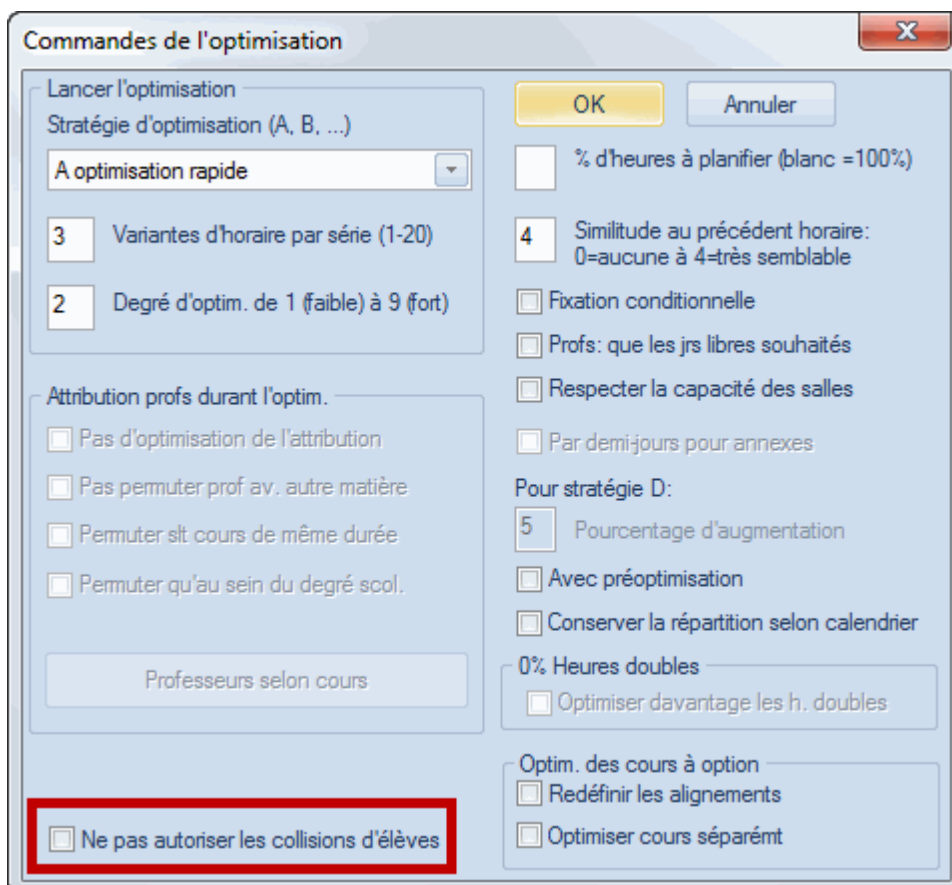 Commandes de l'optimisation
Lancer l'optimisation
Stratégie d'optimisation (A, B, ...)
A optimisation rapide
3 Variantes d'horaire par série (1-20)
2 Degré d'optim. de 1 (faible) à 9 (fort)
Attribution profs durant l'optim.
Pas d'optimisation de l'attribution
Pas permuter prof av. autre matière
Permuter slt cours de même durée
Permuter qu'au sein du degré scol.
Professeurs selon cours
Ne pas autoriser les collisions d'élèves
OK Annuler
% d'heures à planifier (blanc =100%)
4 Similitude au précédent horaire:
0=aucune à 4=très semblable
Fixation conditionnelle
Profs: que les jrs libres souhaités
Respecter la capacité des salles
Par demi-jours pour annexes
Pour stratégie D:
5 Pourcentage d'augmentation
Avec préoptimisation
Conserver la répartition selon calendrier
0% Heures doubles
Optimiser davantage les h. doubles
Optim. des cours à option
Redéfinir les alignements
Optimiser cours séparémt